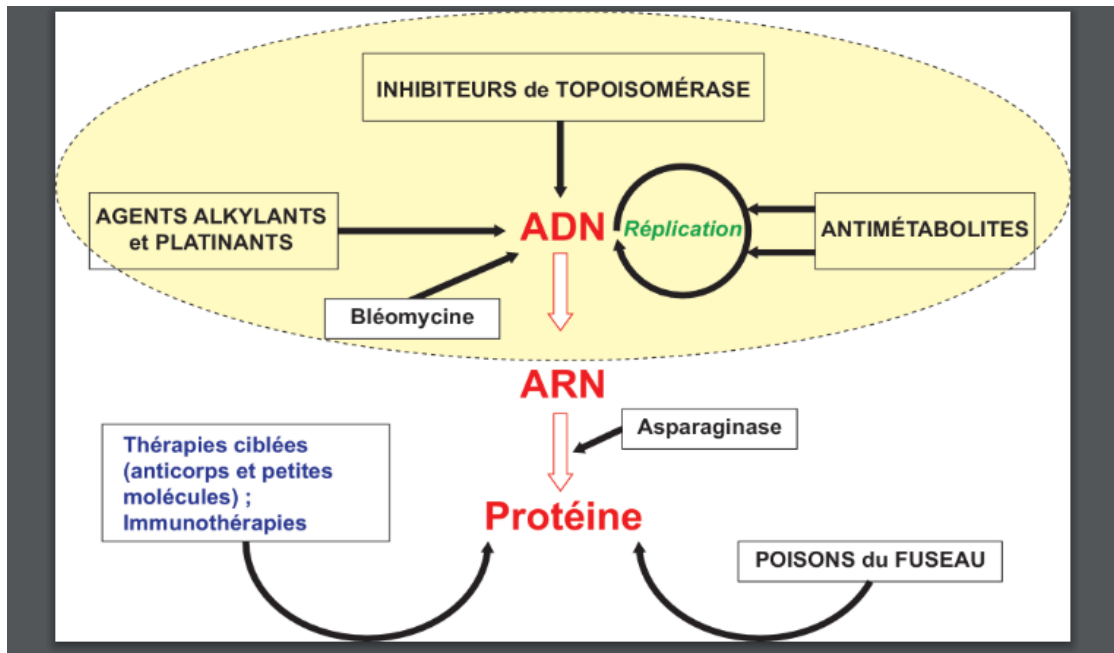 INHIBITEURS de TOPOISOMÉRASE
AGENTS ALKYLANTS
et PLATINANTS
ADN
Réplication
ANTIMÉTABOLITES
Bléomycine
ARN
Asparaginase
Thérapies ciblées
(anticorps et petites
molécules) ;
Immunothérapies
Protéine
POISONS du FUSEAU